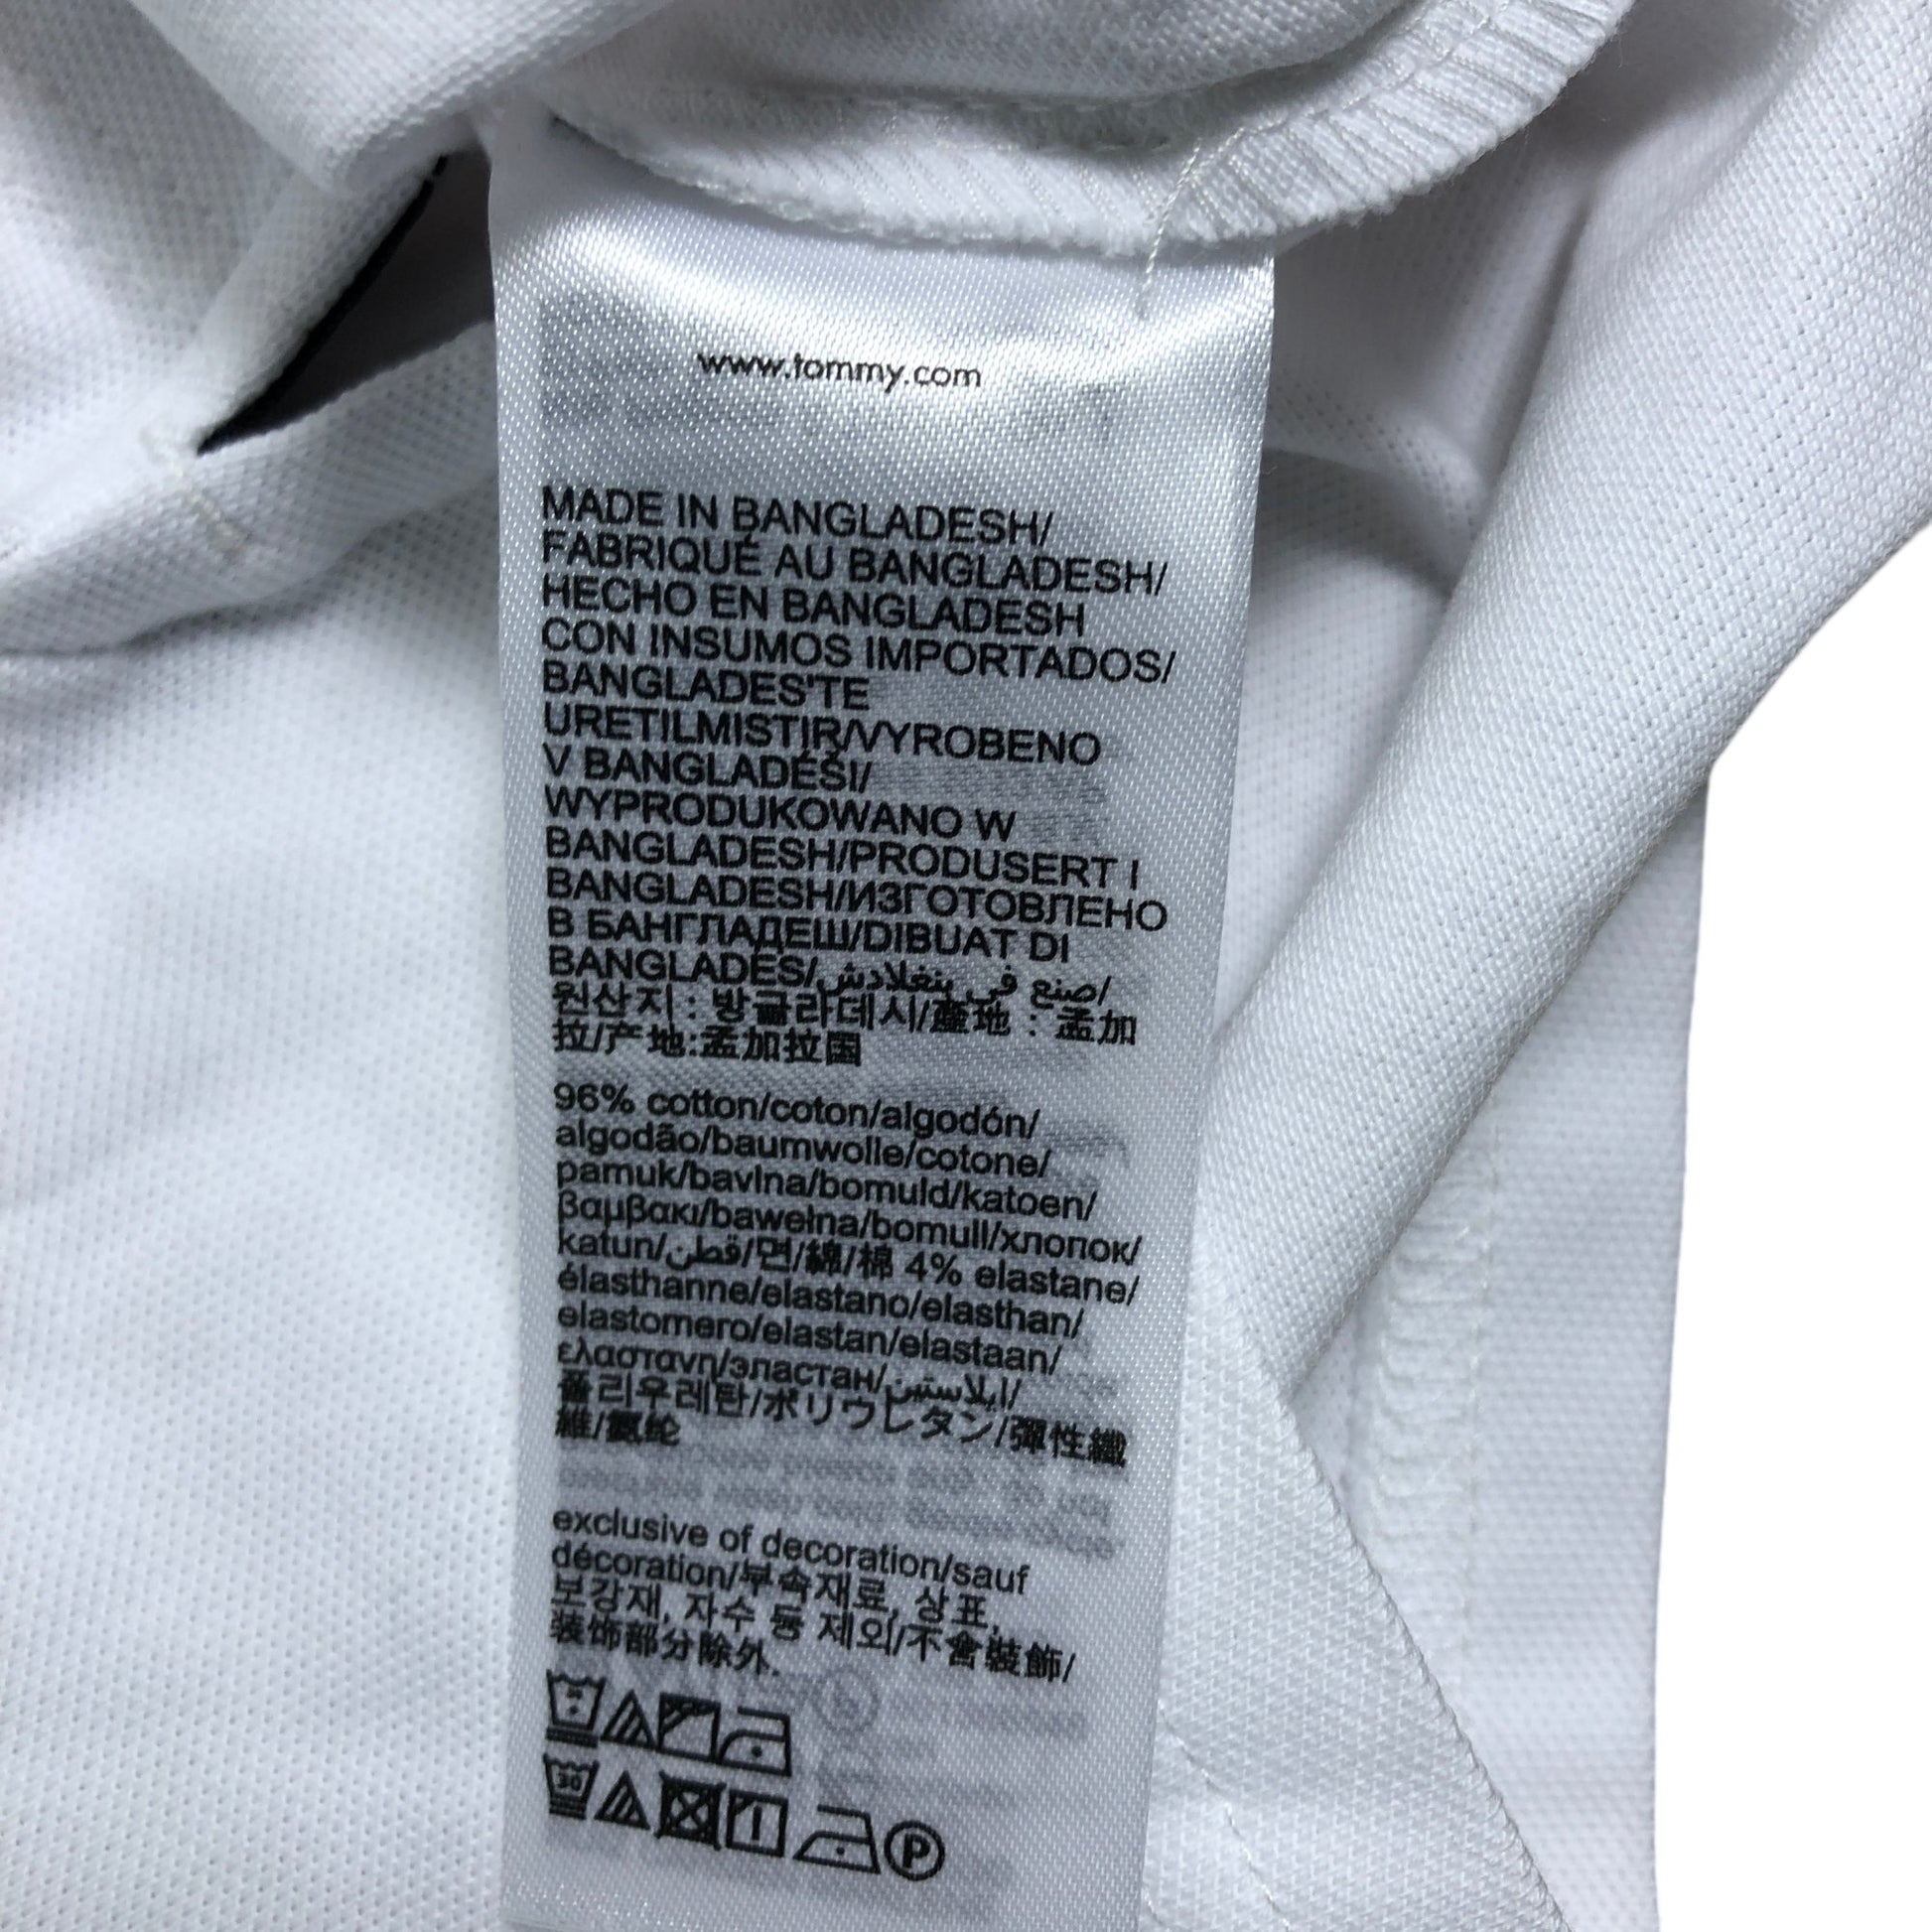 www.tommy.com
MADE IN BANGLADESH/
FABRIQUÉ AU BANGLADESH/
HECHO EN BANGLADESH
CON INSUMOS IMPORTADOS/
BANGLADES'TE
URETILMISTIR/VYROBENO
V BANGLADÉŠI/
WYPRODUKOWANO W
BANGLADESH/PRODUSERT I
BANGLADESH/ИЗГОТОВЛЕНО
В БАНГЛАДЕШ/DIBUAT DI
BANGLADES/صنع في بنغلادش/
원산지 : 방글라데시/產地 : 孟加
拉/产地:孟加拉国
96% cotton/coton/algodón/
algodão/baumwolle/cotone/
pamuk/bavlna/bomuld/katoen/
βαμβακι/bawełna/bomull/хлопок/
katun/قطن/면/綿/棉 4% elastane/
élasthanne/elastano/elasthan/
elastomero/elastan/elastaan/
ελαστανη/эластан/إيلاستين/
폴리우레탄/ポリウレタン/彈性纖
維/氨纶
exclusive of decoration/sauf
décoration/부속재료, 상표,
보강재, 자수 등 제외/不含裝飾/
装饰部分除外.
30
P